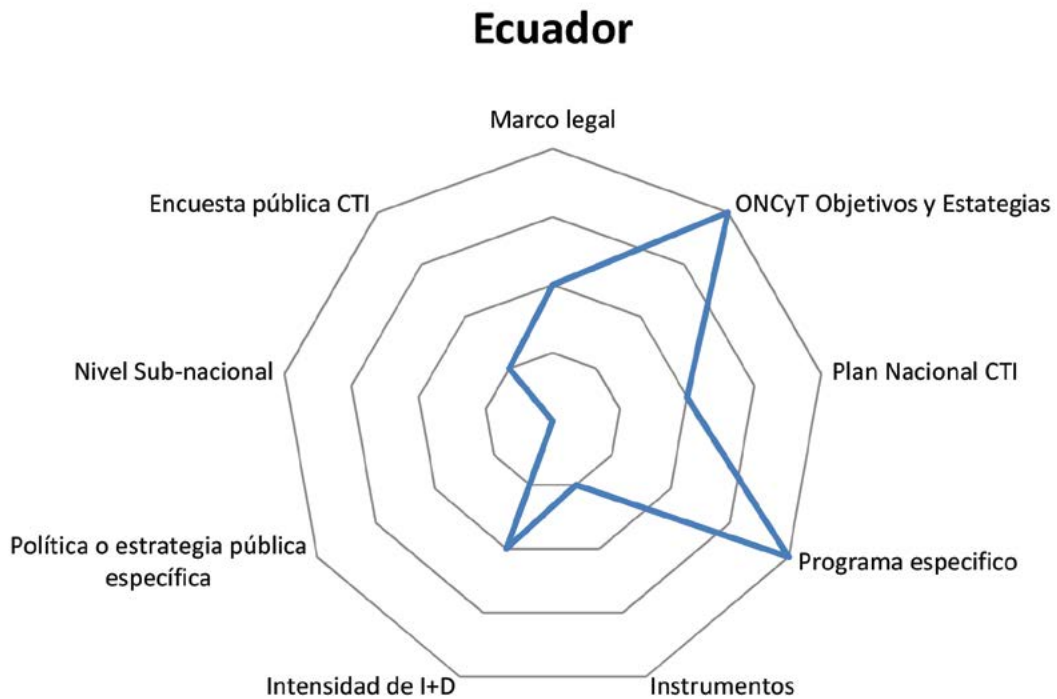 Ecuador
Marco legal
ONCyT Objetivos y Estategias
Plan Nacional CTI
Programa especifico
Instrumentos
Intensidad de I+D
Política o estrategia pública
específica
Nivel Sub-nacional
Encuesta pública CTI